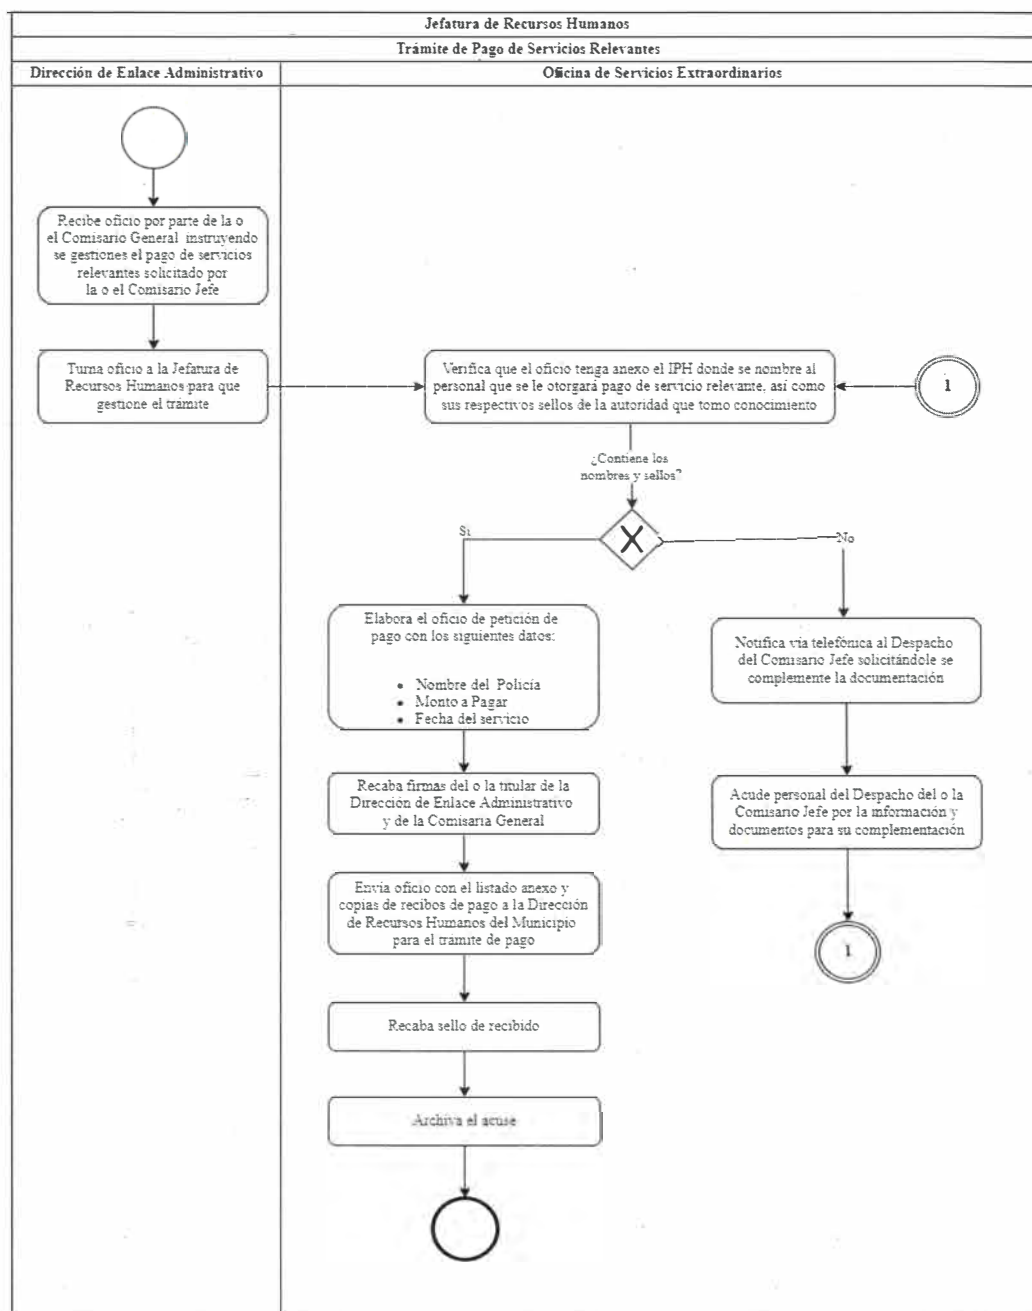 Jefatura de Recursos Humanos
Trámite de Pago de Servicios Relevantes
Dirección de Enlace Administrativo
Oficina de Servicios Extraordinarios
Recibe oficio por parte de la o
el Comisario General instruyendo
se gestiones el pago de servicios
relevantes solicitado por
la o el Comisario Jefe
Turna oficio a la Jefatura de
Recursos Humanos para que
gestione el trámite
Verifica que el oficio tenga anexo el IPH donde se nombre al
personal que se le otorgará pago de servicio relevante, así como
sus respectivos sellos de la autoridad que tomo conocimiento
1
¿Contiene los
nombres y sellos?
X
Si
No
Elabora el oficio de petición de
pago con los siguientes datos:
• Nombre del Policía
• Monto a Pagar
• Fecha del servicio
Notifica vía telefónica al Despacho
del Comisario Jefe solicitándole se
complemente la documentación
Recaba firmas del o la titular de la
Dirección de Enlace Administrativo
y de la Comisaria General
Acude personal del Despacho del o la
Comisario Jefe por la información y
documentos para su complementación
Envía oficio con el listado anexo y
copias de recibos de pago a la Dirección
de Recursos Humanos del Municipio
para el trámite de pago
1
Recaba sello de recibido
Archiva el acuse